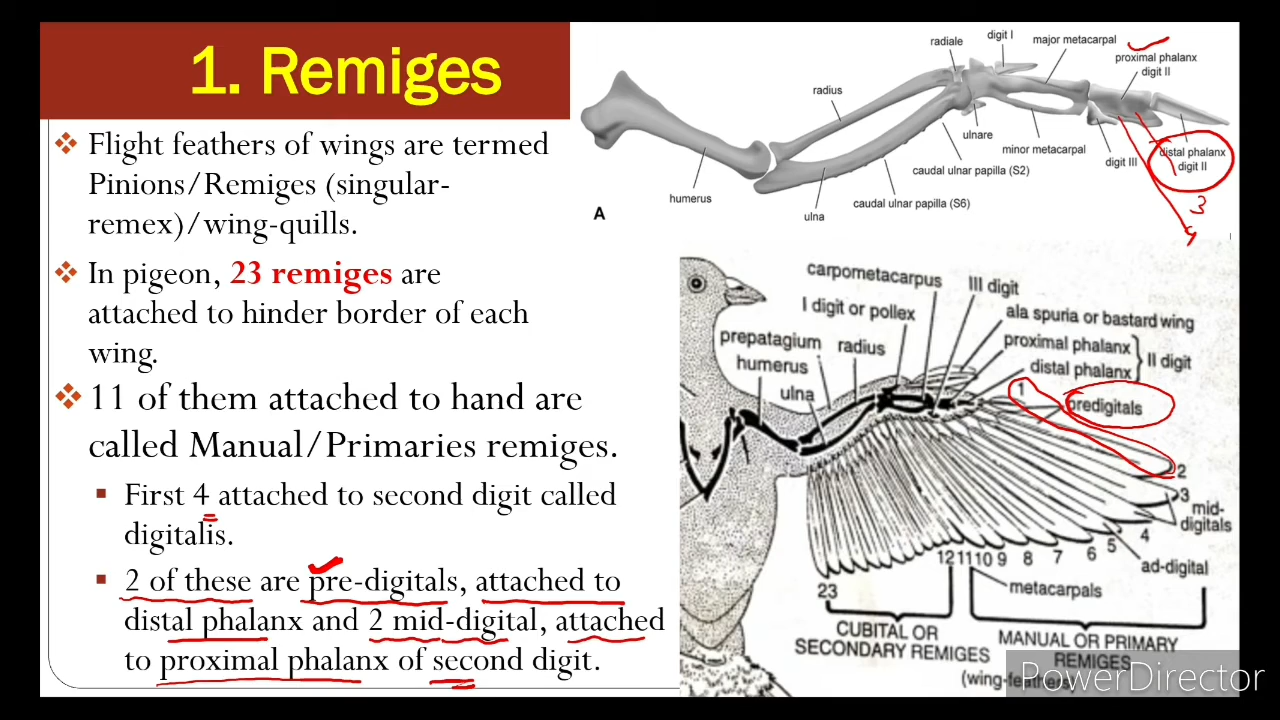 1. Remiges
Flight feathers of wings are termed
Pinions/Remiges (singular-
remex)/wing-quills.
In pigeon, 23 remiges are
attached to hinder border of each
wing.
11 of them attached to hand are
called Manual/Primaries remiges.
First 4 attached to second digit called
digitalis.
2 of these are pre-digitals, attached to
distal phalanx and 2 mid-digital, attached
to proximal phalanx of second digit.
radiale
digit I
major metacarpal
proximal phalanx
digit II
radius
ulnare
minor metacarpal
digit III
distal phalanx
digit II
caudal ulnar papilla (S2)
humerus
ulna
caudal ulnar papilla (S6)
A
3
4
carpometacarpus
III digit
I digit or pollex
ala spuria or bastard wing
prepatagium
radius
proximal phalanx
II digit
humerus
distal phalanx
ulna
1
predigitals
2
3
mid-
digitals
4
5
6
7
8
9
10
11
12
ad-digital
metacarpals
23
CUBITAL OR
SECONDARY REMIGES
MANUAL OR PRIMARY
REMIGES
(wing-feathers)
PowerDirector